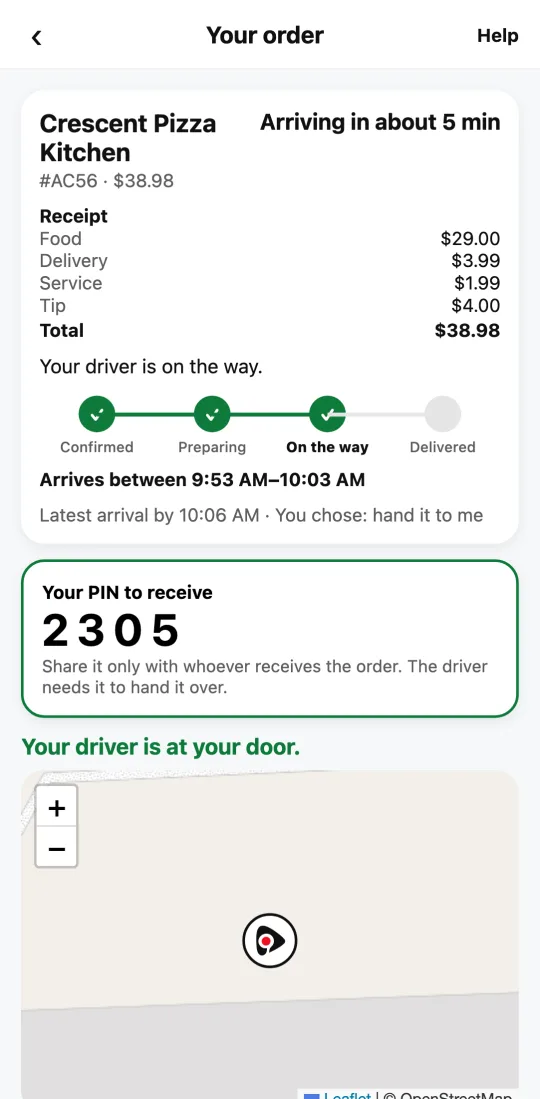 Your order
Help
Crescent Pizza Kitchen
Arriving in about 5 min
#AC56 · $38.98
Receipt
Food $29.00
Delivery $3.99
Service $1.99
Tip $4.00
Total $38.98
Your driver is on the way.
Confirmed Preparing On the way Delivered
Arrives between 9:53 AM–10:03 AM
Latest arrival by 10:06 AM · You chose: hand it to me
Your PIN to receive
2305
Share it only with whoever receives the order. The driver
needs it to hand it over.
Your driver is at your door.
+
−
Leaflet | © OpenStreetMap